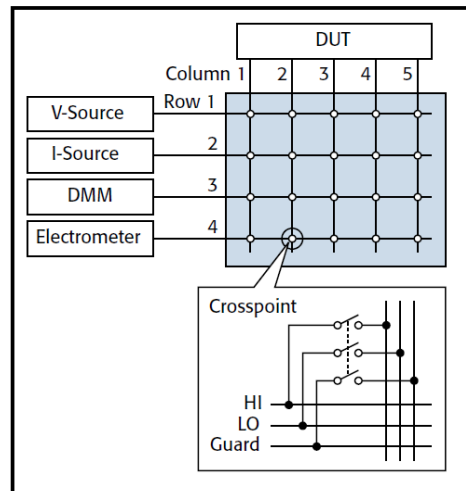 DUT
Column 1 2 3 4 5
V-Source Row 1
I-Source 2
DMM 3
Electrometer 4
Crosspoint
HI
LO
Guard